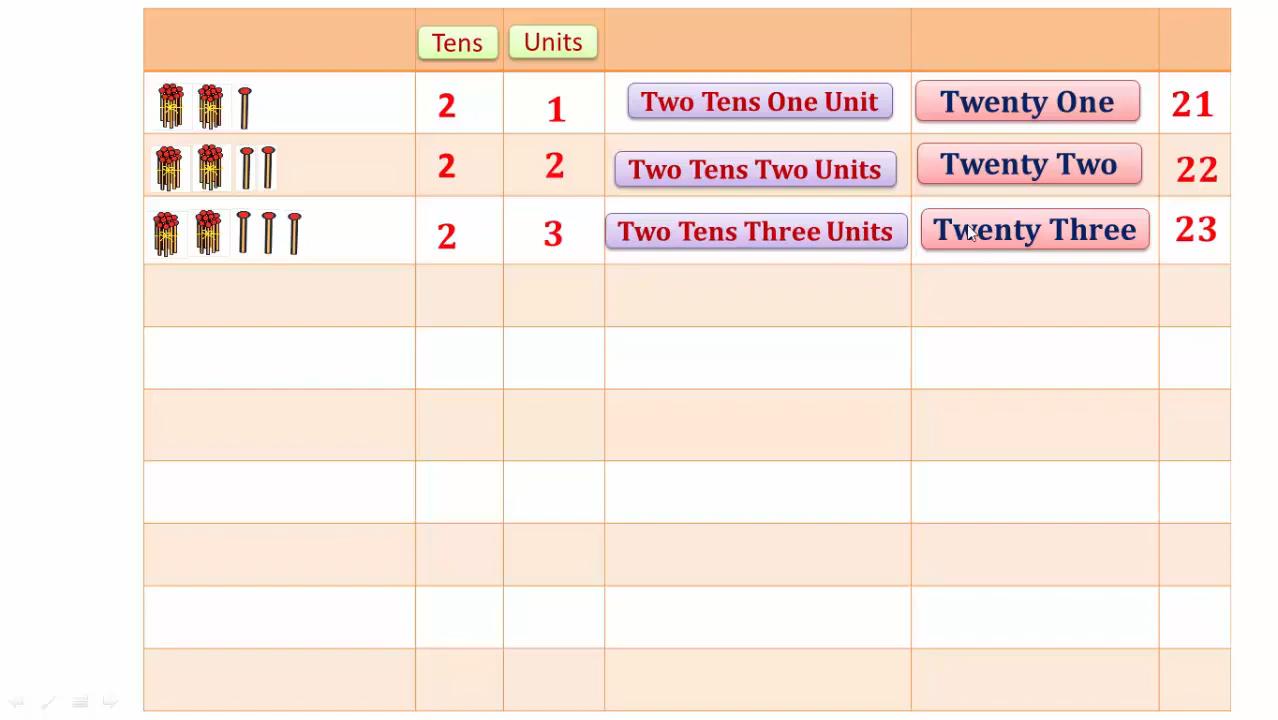 Tens Units
2 1 Two Tens One Unit Twenty One 21
2 2 Two Tens Two Units Twenty Two 22
2 3 Two Tens Three Units Twenty Three 23